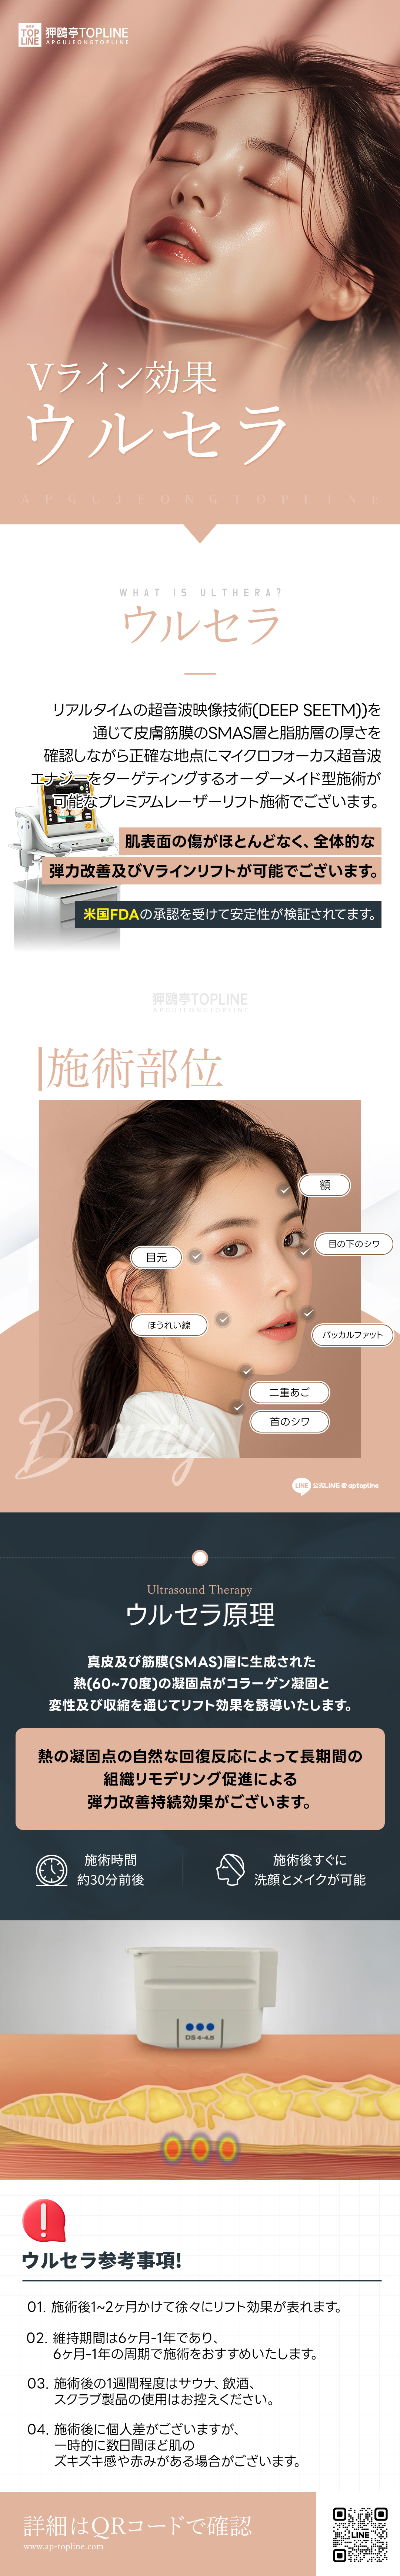 TOP
LINE
狎鴎亭TOPLINE
APGUJEONGTOPLINE
Vライン効果
ウルセラ
APGUJEONGTOPLINE
WHAT IS ULTHERA?
ウルセラ
リアルタイムの超音波映像技術(DEEP SEETM))を
通じて皮膚筋膜のSMAS層と脂肪層の厚さを
確認しながら正確な地点にマイクロフォーカス超音波
エナジーをターゲティングするオーダーメイド型施術が
可能なプレミアムレーザーリフト施術でございます。
肌表面の傷がほとんどなく、全体的な
弾力改善及びVラインリフトが可能でございます。
米国FDAの承認を受けて安定性が検証されてます。
狎鴎亭TOPLINE
APGUJEONGTOPLINE
施術部位
額
目の下のシワ
目元
ほうれい線
バッカルファット
二重あご
首のシワ
Beauty
LINE 公式LINE @ aptopline
Ultrasound Therapy
ウルセラ原理
真皮及び筋膜(SMAS)層に生成された
熱(60~70度)の凝固点がコラーゲン凝固と
変性及び収縮を通じてリフト効果を誘導いたします。
熱の凝固点の自然な回復反応によって長期間の
組織リモデリング促進による
弾力改善持続効果がございます。
施術時間
約30分前後
施術後すぐに
洗顔とメイクが可能
DS 4-4.5
ウルセラ参考事項!
01. 施術後1~2ヶ月かけて徐々にリフト効果が表れます。
02. 維持期間は6ヶ月-1年であり、
6ヶ月-1年の周期で施術をおすすめいたします。
03. 施術後の1週間程度はサウナ、飲酒、
スクラブ製品の使用はお控えください。
04. 施術後に個人差がございますが、
一時的に数日間ほど肌の
ズキズキ感や赤みがある場合がございます。
詳細はQRコードで確認
www.ap-topline.com
LINE